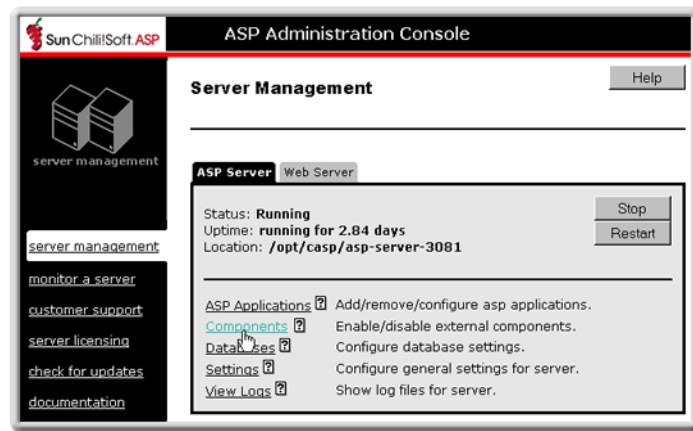 Sun Chili!Soft ASP
ASP Administration Console
Server Management
Help
server management
ASP Server
Web Server
Status: Running
Uptime: running for 2.84 days
Location: /opt/casp/asp-server-3081
Stop
Restart
server management
monitor a server
customer support
server licensing
check for updates
documentation
ASP Applications ? Add/remove/configure asp applications.
Components ? Enable/disable external components.
Databases ? Configure database settings.
Settings ? Configure general settings for server.
View Logs ? Show log files for server.